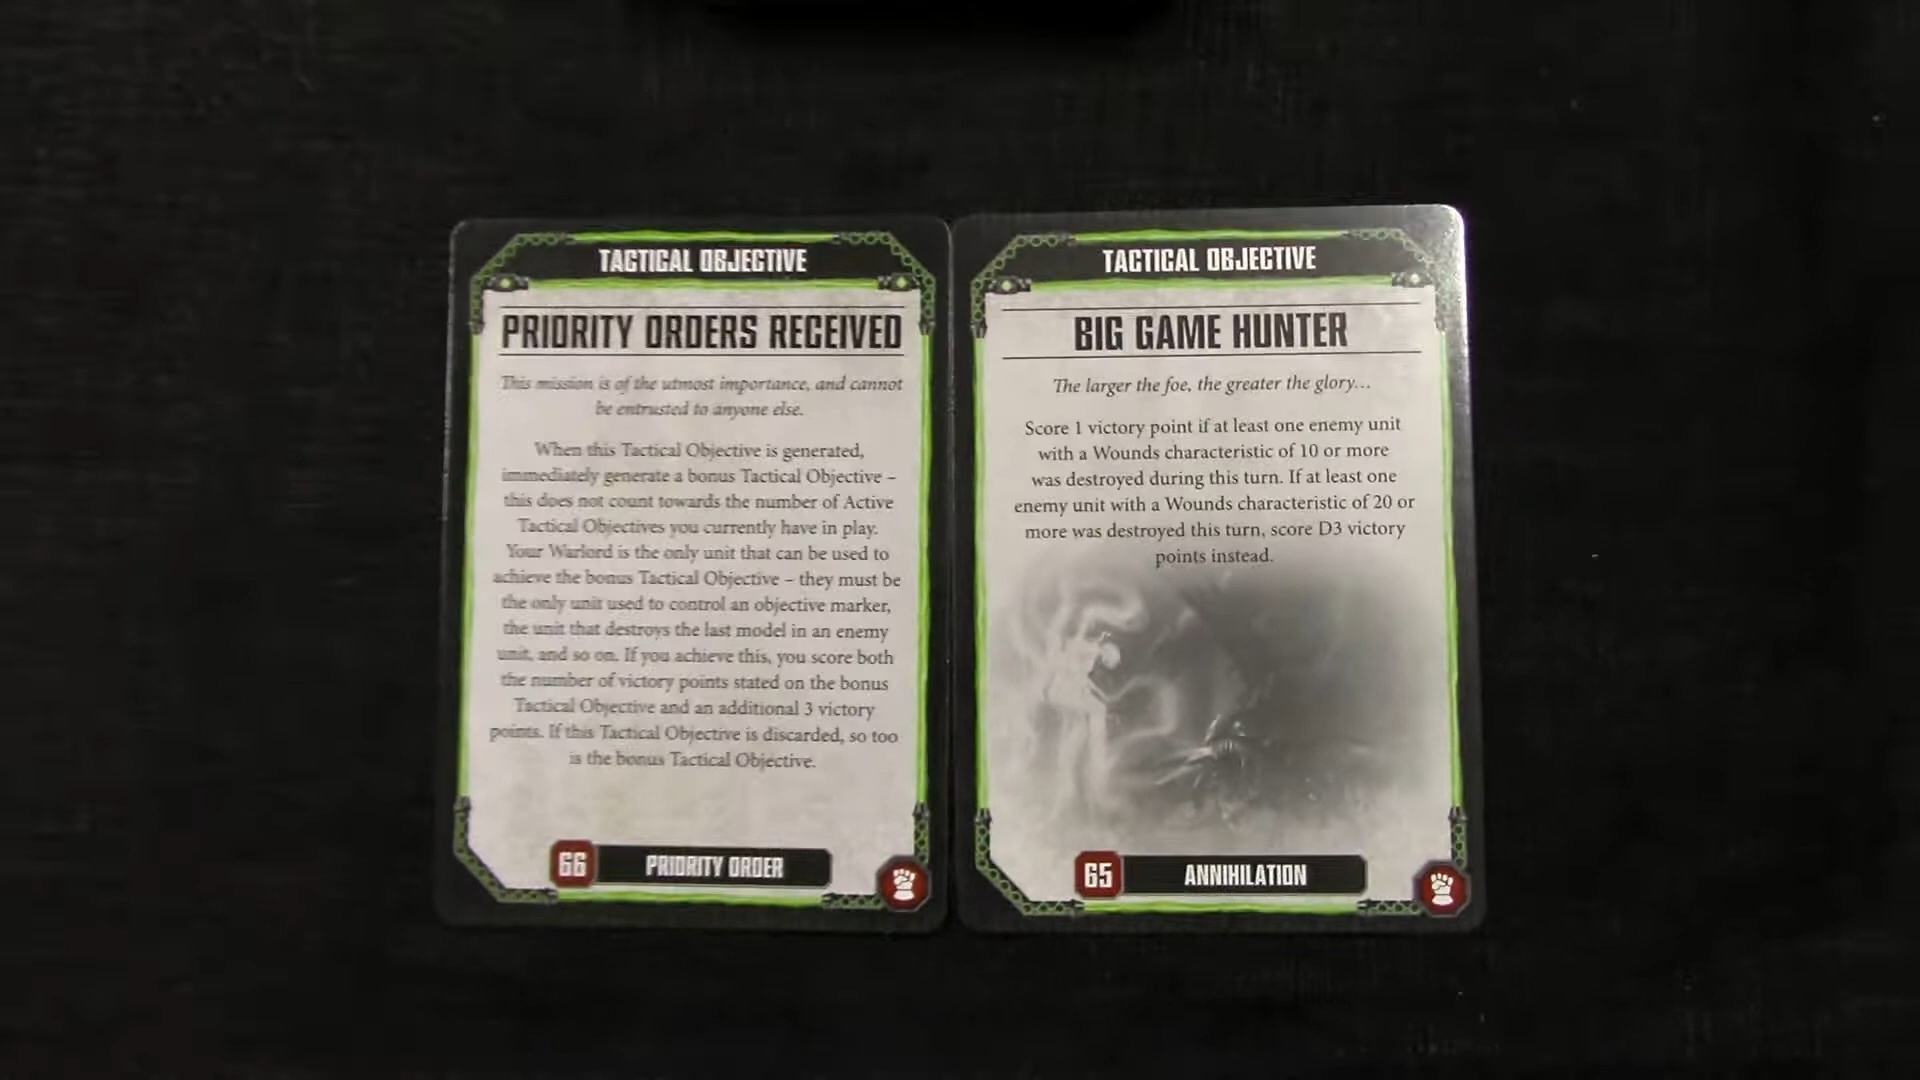 TACTICAL OBJECTIVE
PRIORITY ORDERS RECEIVED
This mission is of the utmost importance, and cannot
be entrusted to anyone else.
When this Tactical Objective is generated,
immediately generate a bonus Tactical Objective –
this does not count towards the number of Active
Tactical Objectives you currently have in play.
Your Warlord is the only unit that can be used to
achieve the bonus Tactical Objective – they must be
the only unit used to control an objective marker,
the unit that destroys the last model in an enemy
unit, and so on. If you achieve this, you score both
the number of victory points stated on the bonus
Tactical Objective and an additional 3 victory
points. If this Tactical Objective is discarded, so too
is the bonus Tactical Objective.
66
PRIORITY ORDER
TACTICAL OBJECTIVE
BIG GAME HUNTER
The larger the foe, the greater the glory…
Score 1 victory point if at least one enemy unit
with a Wounds characteristic of 10 or more
was destroyed during this turn. If at least one
enemy unit with a Wounds characteristic of 20 or
more was destroyed this turn, score D3 victory
points instead.
65
ANNIHILATION